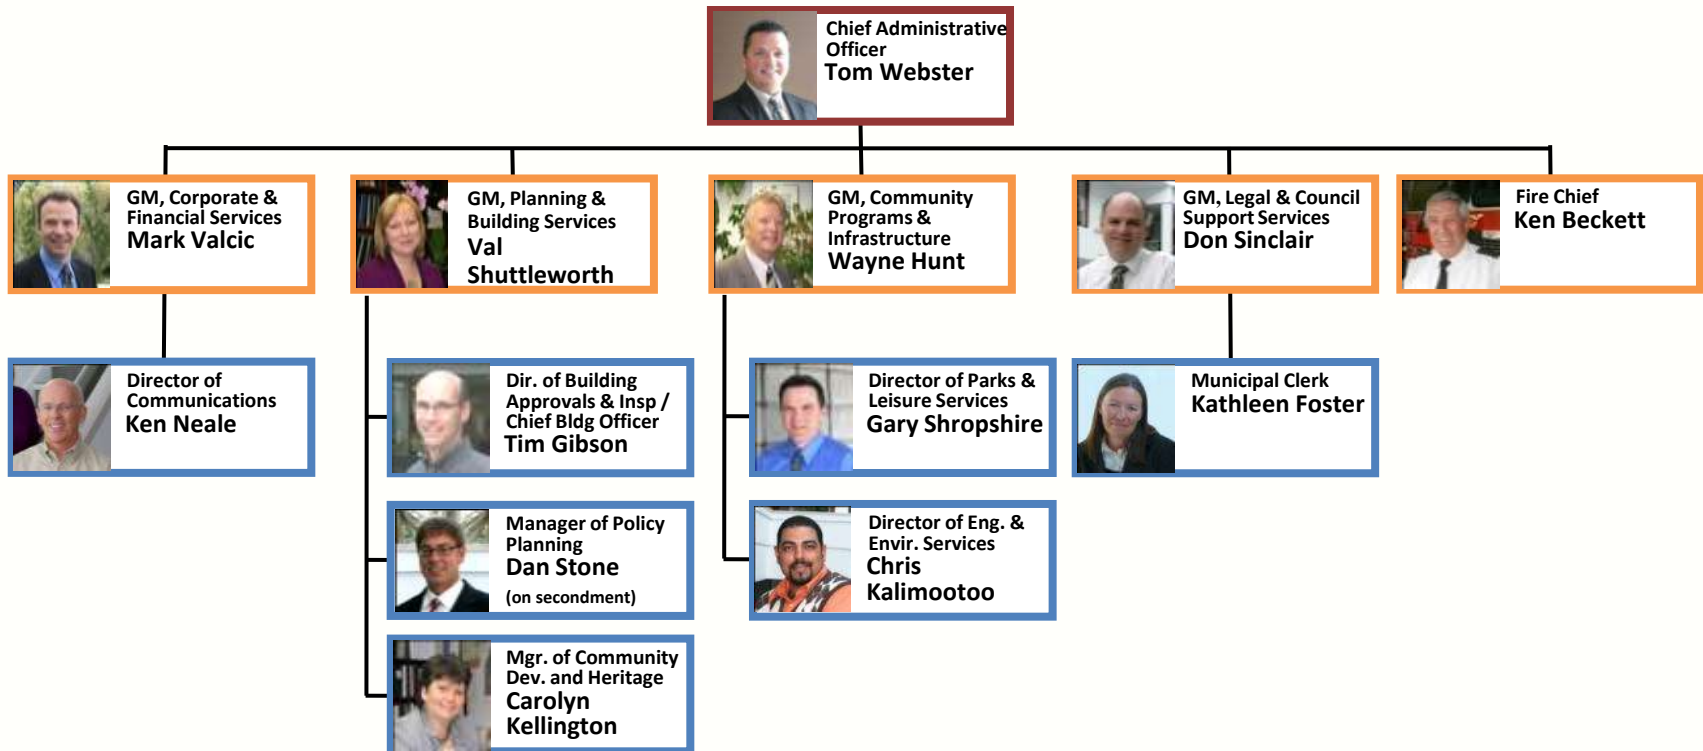 Chief Administrative
Officer
Tom Webster
GM, Corporate &
Financial Services
Mark Valcic
GM, Planning &
Building Services
Val
Shuttleworth
GM, Community
Programs &
Infrastructure
Wayne Hunt
GM, Legal & Council
Support Services
Don Sinclair
Fire Chief
Ken Beckett
Director of
Communications
Ken Neale
Dir. of Building
Approvals & Insp /
Chief Bldg Officer
Tim Gibson
Director of Parks &
Leisure Services
Gary Shropshire
Municipal Clerk
Kathleen Foster
Manager of Policy
Planning
Dan Stone
(on secondment)
Director of Eng. &
Envir. Services
Chris
Kalimootoo
Mgr. of Community
Dev. and Heritage
Carolyn
Kellington